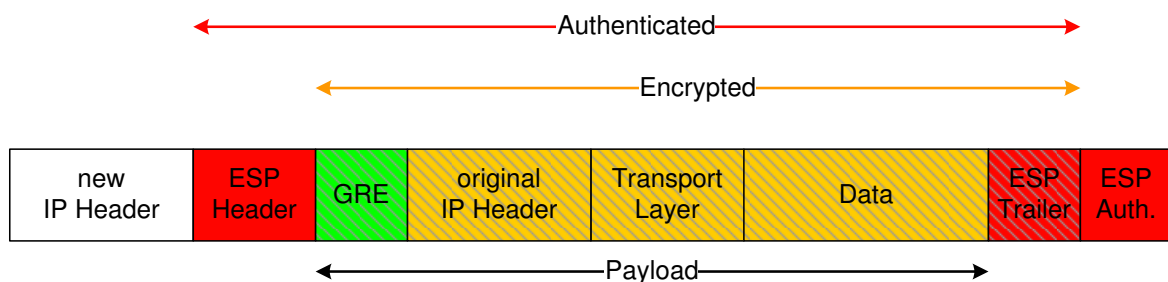 Authenticated
Encrypted
new
IP Header
ESP
Header
GRE
original
IP Header
Transport
Layer
Data
ESP
Trailer
ESP
Auth.
Payload